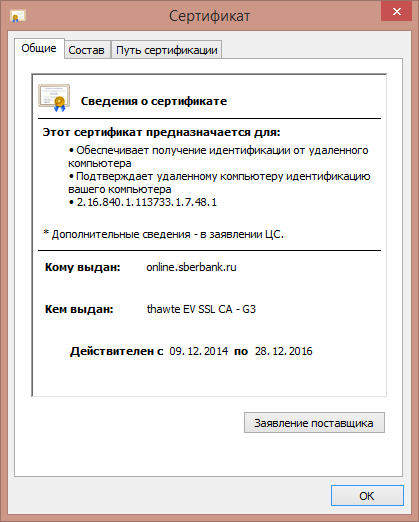 Сертификат
Общие Состав Путь сертификации
Сведения о сертификате
Этот сертификат предназначается для:
• Обеспечивает получение идентификации от удаленного
компьютера
• Подтверждает удаленному компьютеру идентификацию
вашего компьютера
• 2.16.840.1.113733.1.7.48.1
* Дополнительные сведения - в заявлении ЦС.
Кому выдан: online.sberbank.ru
Кем выдан: thawte EV SSL CA - G3
Действителен с 09. 12. 2014 по 28. 12. 2016
Заявление поставщика
ОК